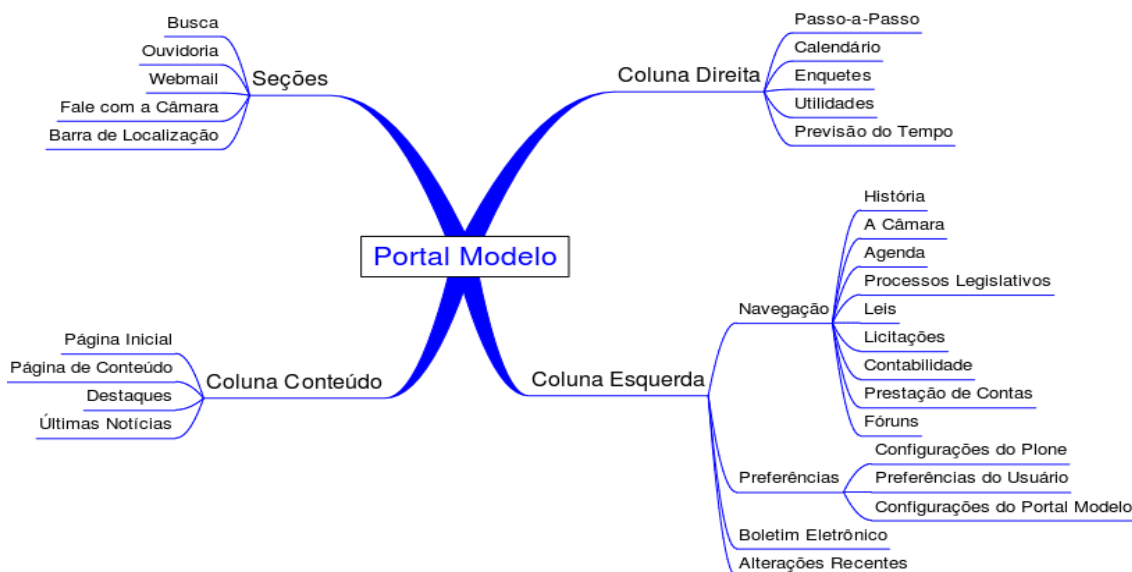 Busca
Ouvidoria
Webmail
Fale com a Câmara
Barra de Localização
Seções
Coluna Direita
Passo-a-Passo
Calendário
Enquetes
Utilidades
Previsão do Tempo
Portal Modelo
Página Inicial
Página de Conteúdo
Destaques
Últimas Notícias
Coluna Conteúdo
Coluna Esquerda
Navegação
História
A Câmara
Agenda
Processos Legislativos
Leis
Licitações
Contabilidade
Prestação de Contas
Fóruns
Preferências
Configurações do Plone
Preferências do Usuário
Configurações do Portal Modelo
Boletim Eletrônico
Alterações Recentes